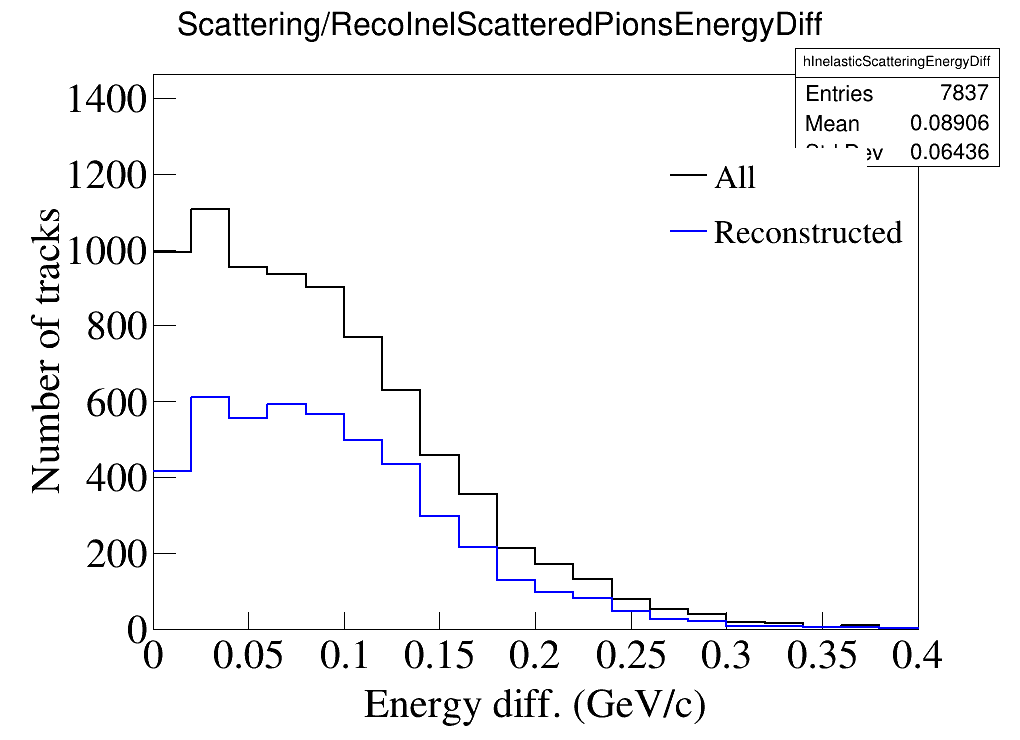 Scattering/RecoInelScatteredPionsEnergyDiff
hInelasticScatteringEnergyDiff
Entries 7837
Mean 0.08906
0.06436
All
Reconstructed
1400
1200
1000
800
600
400
200
0
Number of tracks
0 0.05 0.1 0.15 0.2 0.25 0.3 0.35 0.4
Energy diff. (GeV/c)